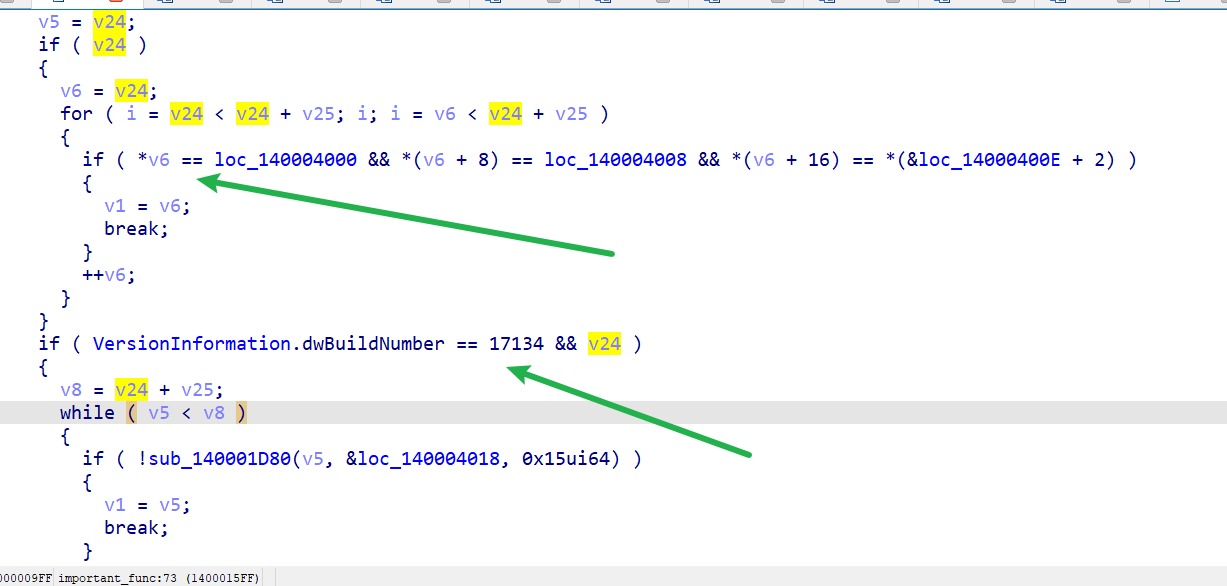 v5 = v24;
if ( v24 )
{
v6 = v24;
for ( i = v24 < v24 + v25; i; i = v6 < v24 + v25 )
{
if ( *v6 == loc_140004000 && *(v6 + 8) == loc_140004008 && *(v6 + 16) == *(&loc_14000400E + 2) )
{
v1 = v6;
break;
}
++v6;
}
}
if ( VersionInformation.dwBuildNumber == 17134 && v24 )
{
v8 = v24 + v25;
while ( v5 < v8 )
{
if ( !sub_140001D80(v5, &loc_140004018, 0x15ui64) )
{
v1 = v5;
break;
}
000009FF important_func:73 (1400015FF)